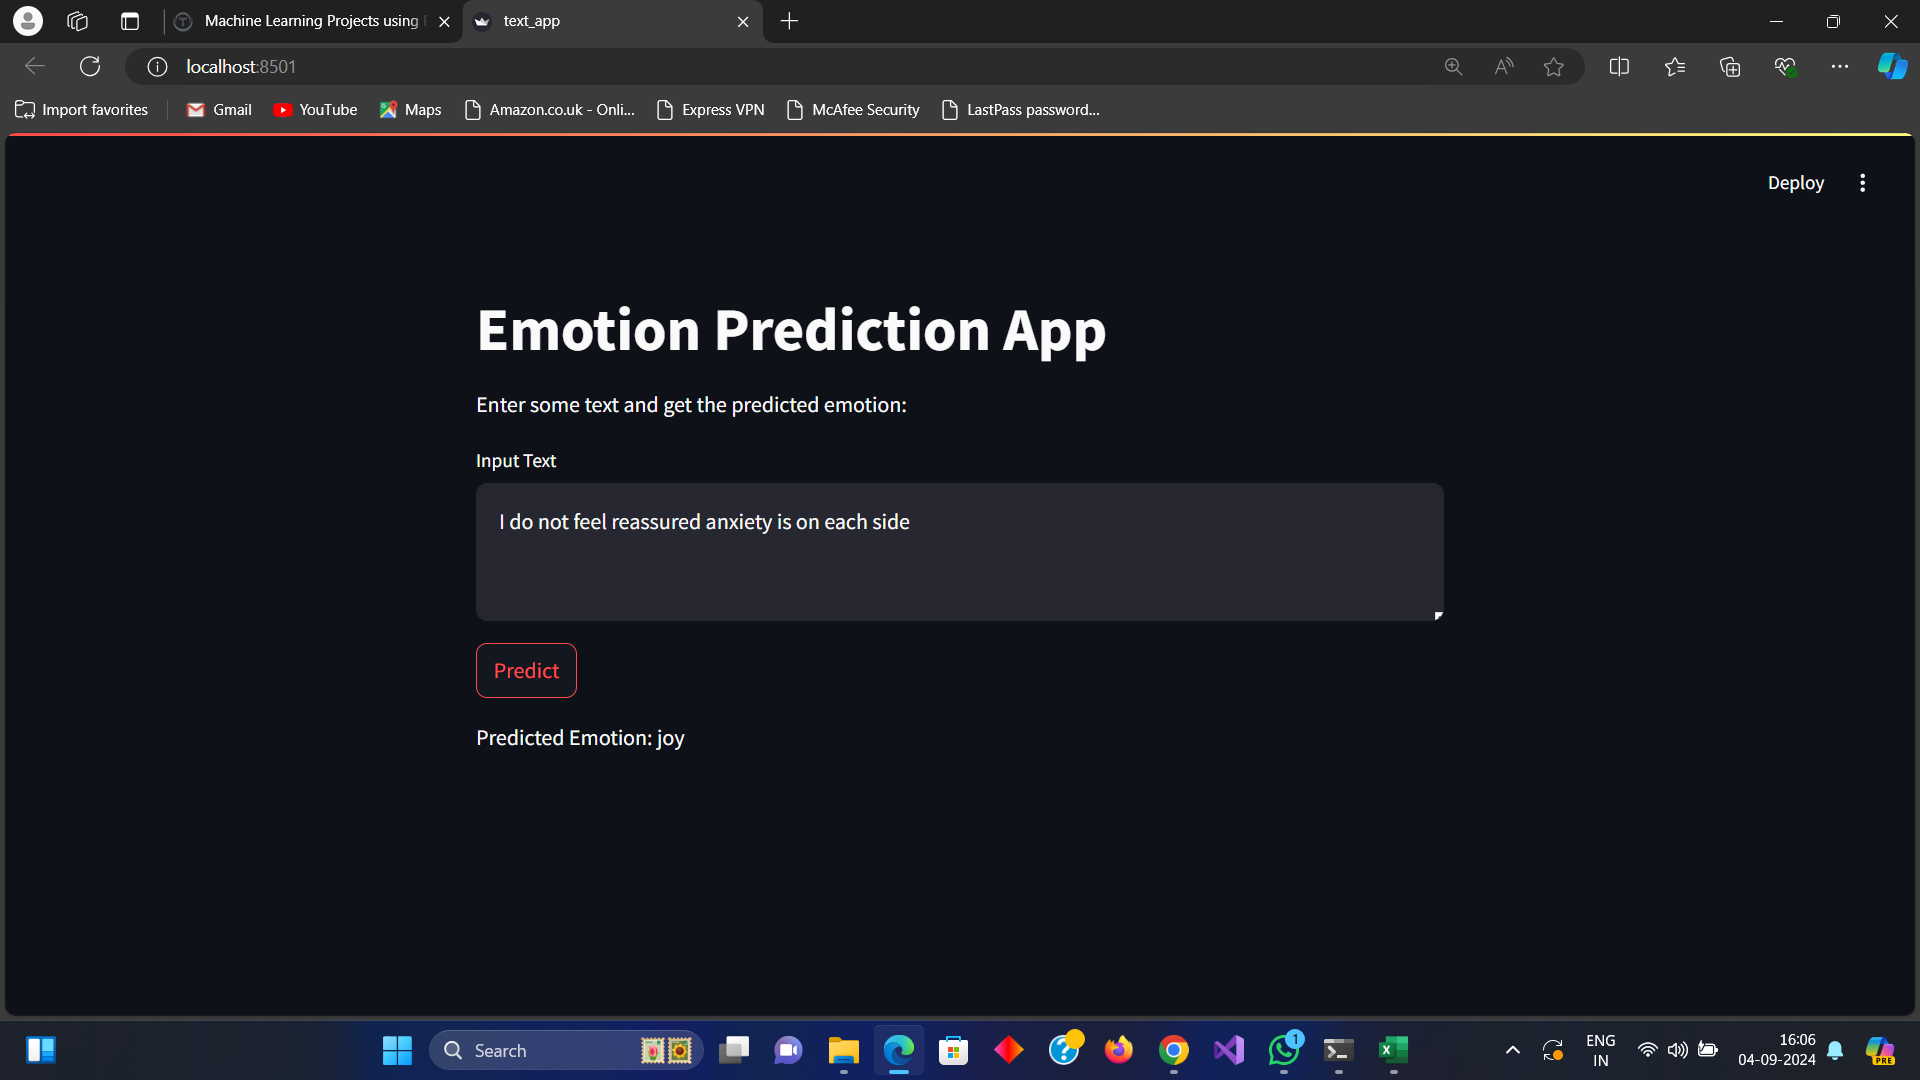 Machine Learning Projects using
text_app
localhost:8501
Import favorites
Gmail
YouTube
Maps
Amazon.co.uk - Onli...
Express VPN
McAfee Security
LastPass password...
Deploy
Emotion Prediction App
Enter some text and get the predicted emotion:
Input Text
I do not feel reassured anxiety is on each side
Predict
Predicted Emotion: joy
Search
1
ENG
IN
16:06
04-09-2024
PRE